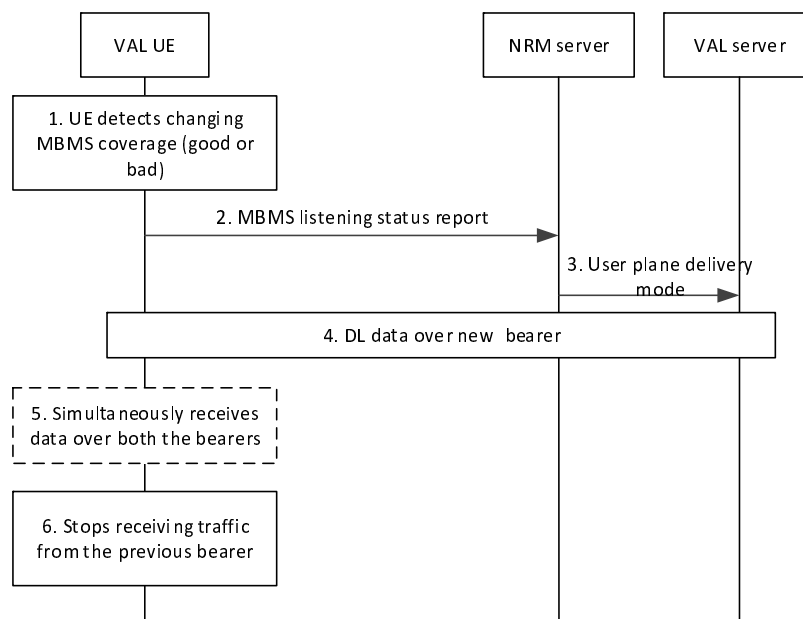 VAL UE
NRM server
VAL server
1. UE detects changing
MBMS coverage (good or
bad)
2. MBMS listening status report
3. User plane delivery
mode
4. DL data over new bearer
5. Simultaneously receives
data over both the bearers
6. Stops receiving traffic
from the previous bearer